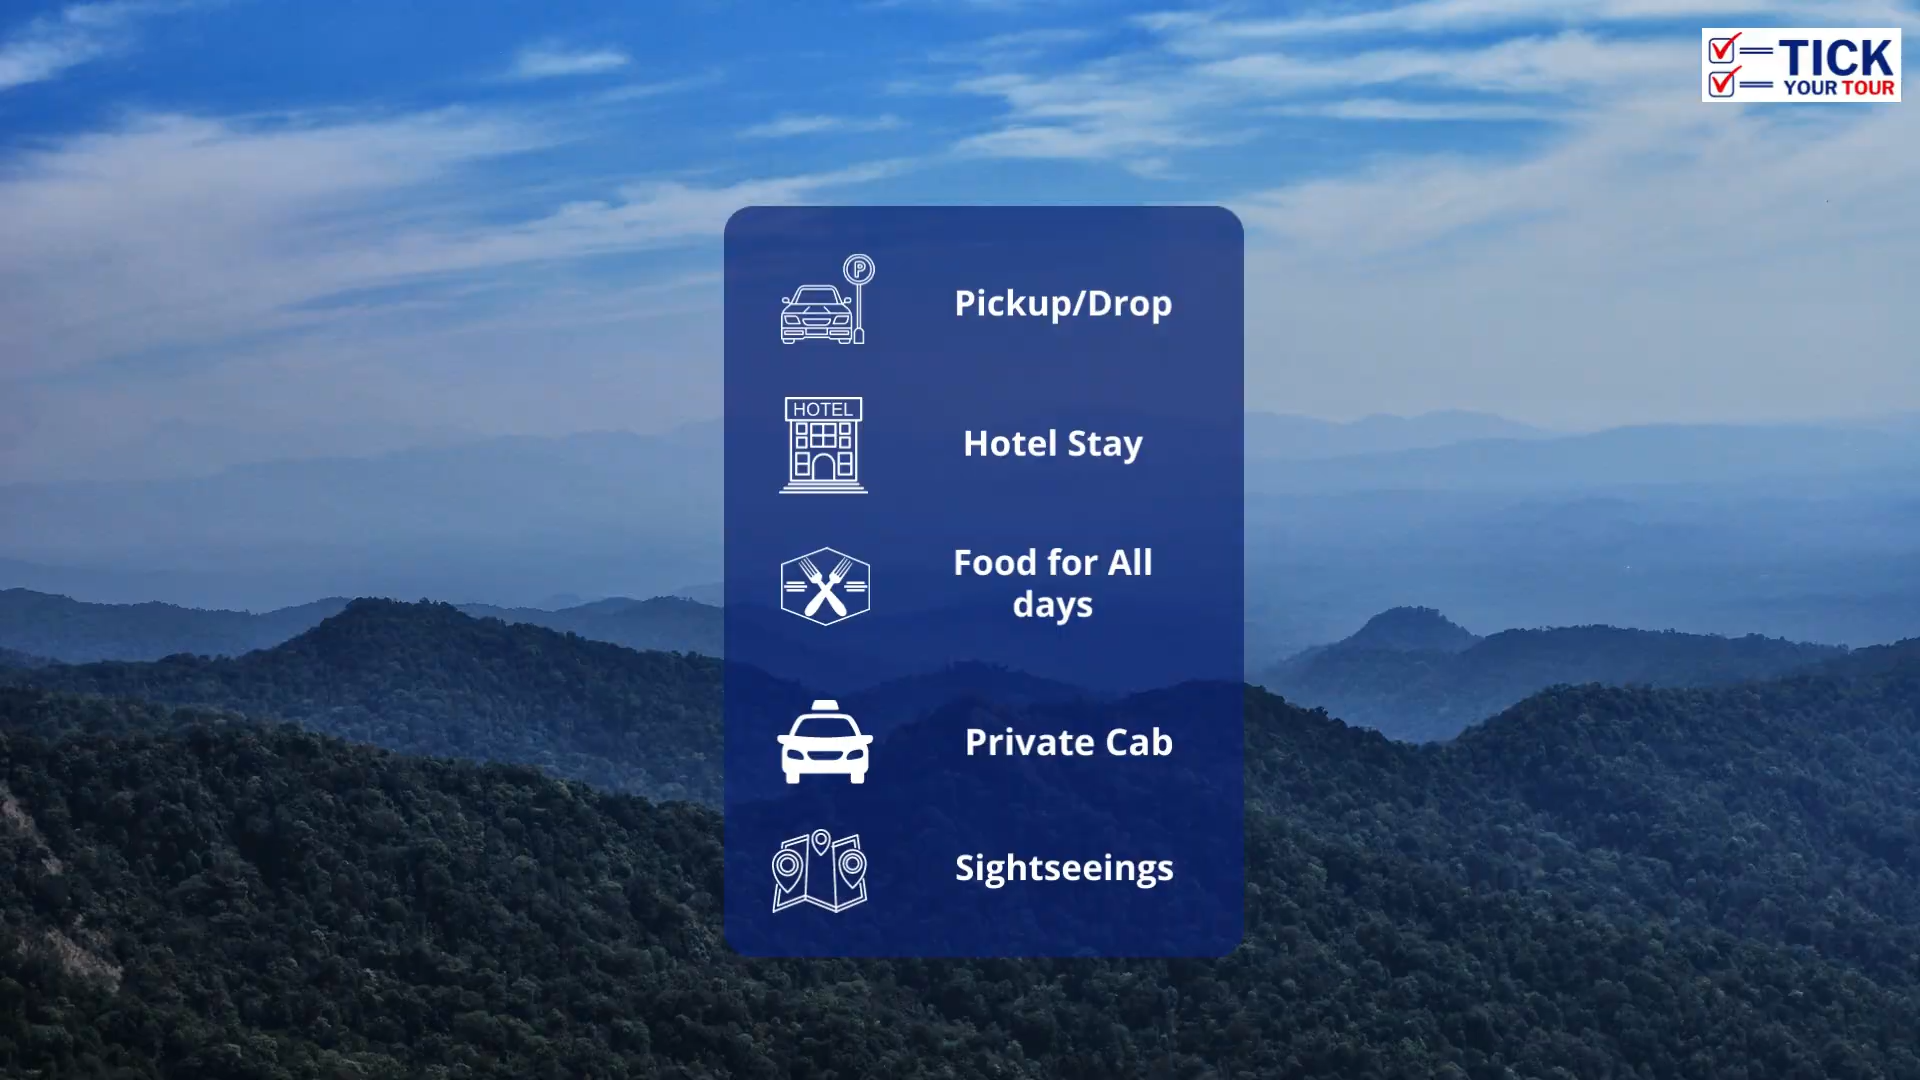 TICK
YOUR TOUR
P
Pickup/Drop
HOTEL
Hotel Stay
Food for All
days
Private Cab
Sightseeings